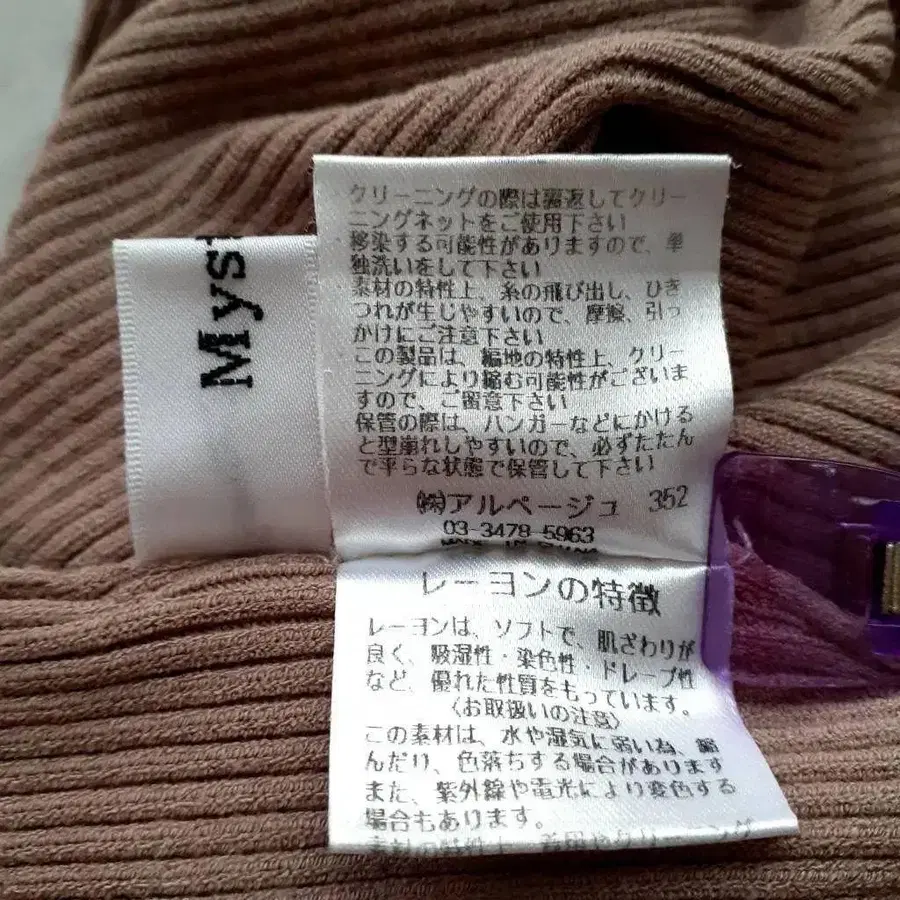 Myst
クリーニングの際は裏返してクリー
ニングネットをご使用下さい
移染する可能性がありますので、単
独洗いをして下さい
素材の特性上、糸の飛び出し、ひき
つれが生じやすいので、摩擦、引っ
かけにご注意下さい
この製品は、編地の特性上、クリー
ニングにより縮む可能性がございま
すので、ご留意下さい
保管の際は、ハンガーなどにかける
と型崩れしやすいので、必ずたたん
で平らな状態で保管して下さい
㈱アルページュ 352
03-3478-5963
MADE IN CHINA
レーヨンの特徴
レーヨンは、ソフトで、肌ざわりが
良く、吸湿性・染色性・ドレープ性
など、優れた性質をもっています。
〈お取扱いの注意〉
この素材は、水や湿気に弱い為、縮
んだり、色落ちする場合があります
また、紫外線や電光により変色する
場合もあります。